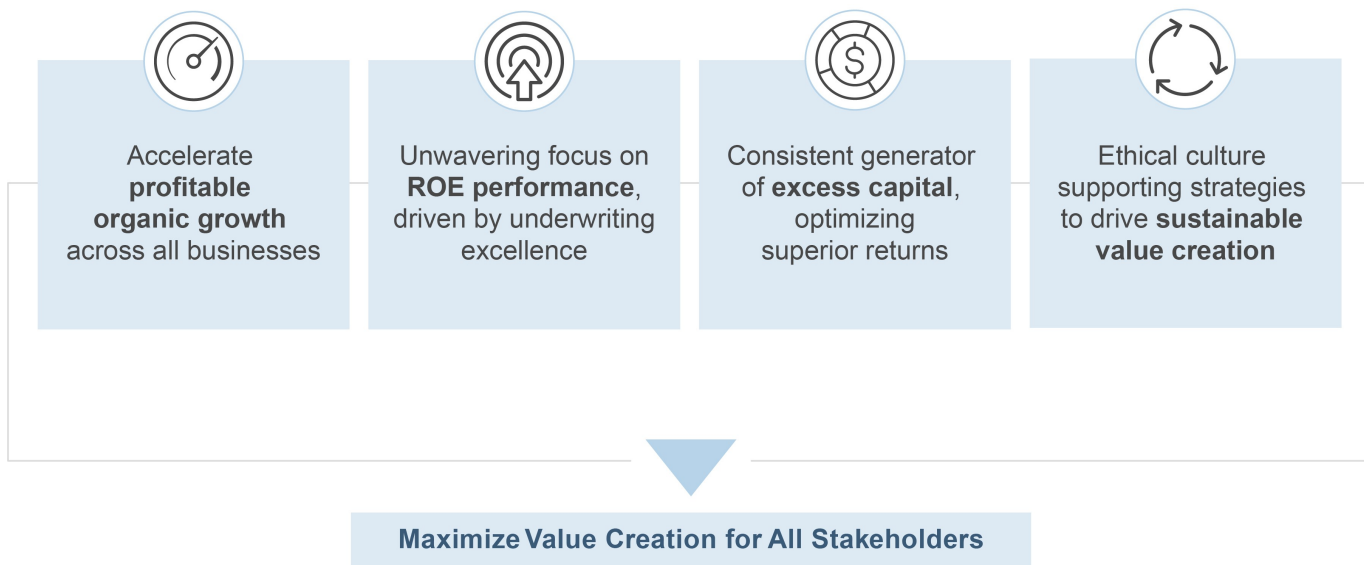 Accelerate
profitable
organic growth
across all businesses
Unwavering focus on
ROE performance,
driven by underwriting
excellence
$
Consistent generator
of excess capital,
optimizing
superior returns
Ethical culture
supporting strategies
to drive sustainable
value creation
Maximize Value Creation for All Stakeholders